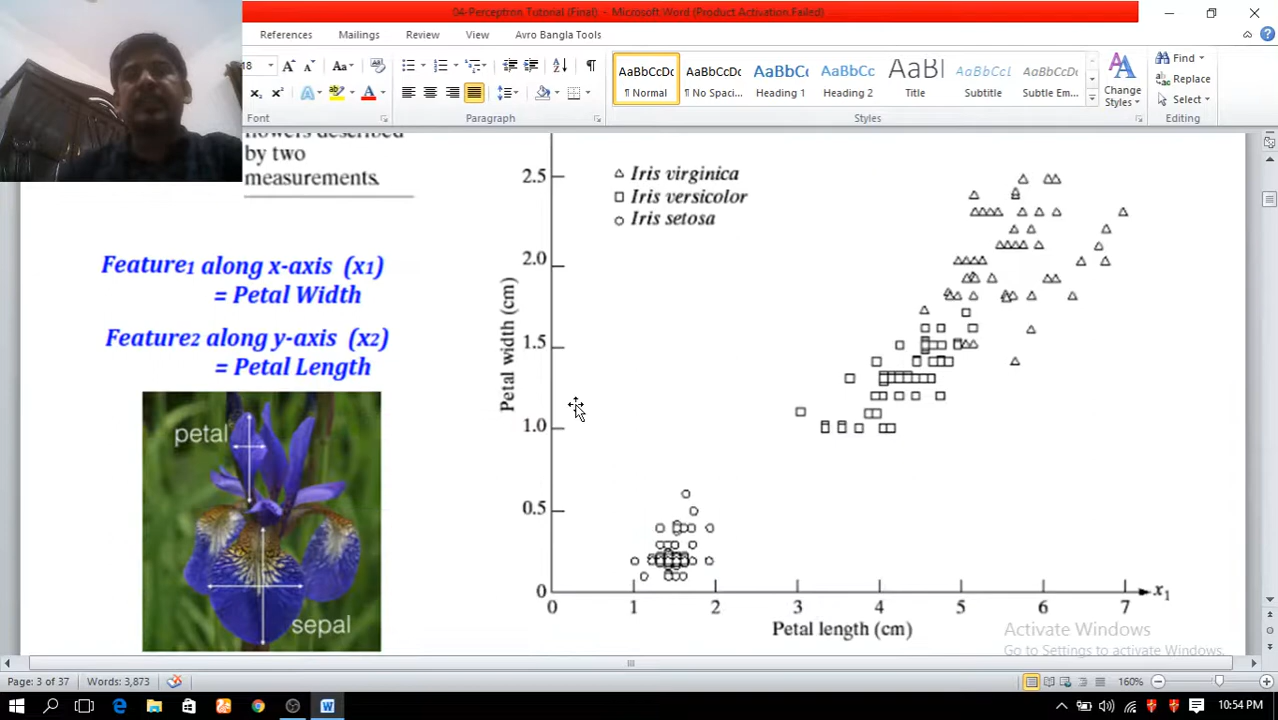 04-Perceptron Tutorial (Final) - Microsoft Word (Product Activation Failed)
References Mailings Review View Avro Bangla Tools
18
AaBbCcDc AaBbCcDc AaBbCc AaBbCc AaBl AaBbCcl AaBbCcDc
¶ Normal ¶ No Spaci... Heading 1 Heading 2 Title Subtitle Subtle Em...
Change
Styles
Find
Replace
Select
Font Paragraph Styles Editing
flowers described
by two
measurements.
Feature1 along x-axis (x1)
= Petal Width
Feature2 along y-axis (x2)
= Petal Length
petal
sepal
Iris virginica
Iris versicolor
Iris setosa
2.5
2.0
1.5
1.0
0.5
0
Petal width (cm)
0 1 2 3 4 5 6 7
x1
Petal length (cm)
Activate Windows
Go to Settings to activate Windows.
Page: 3 of 37 Words: 3,873 160%
10:54 PM